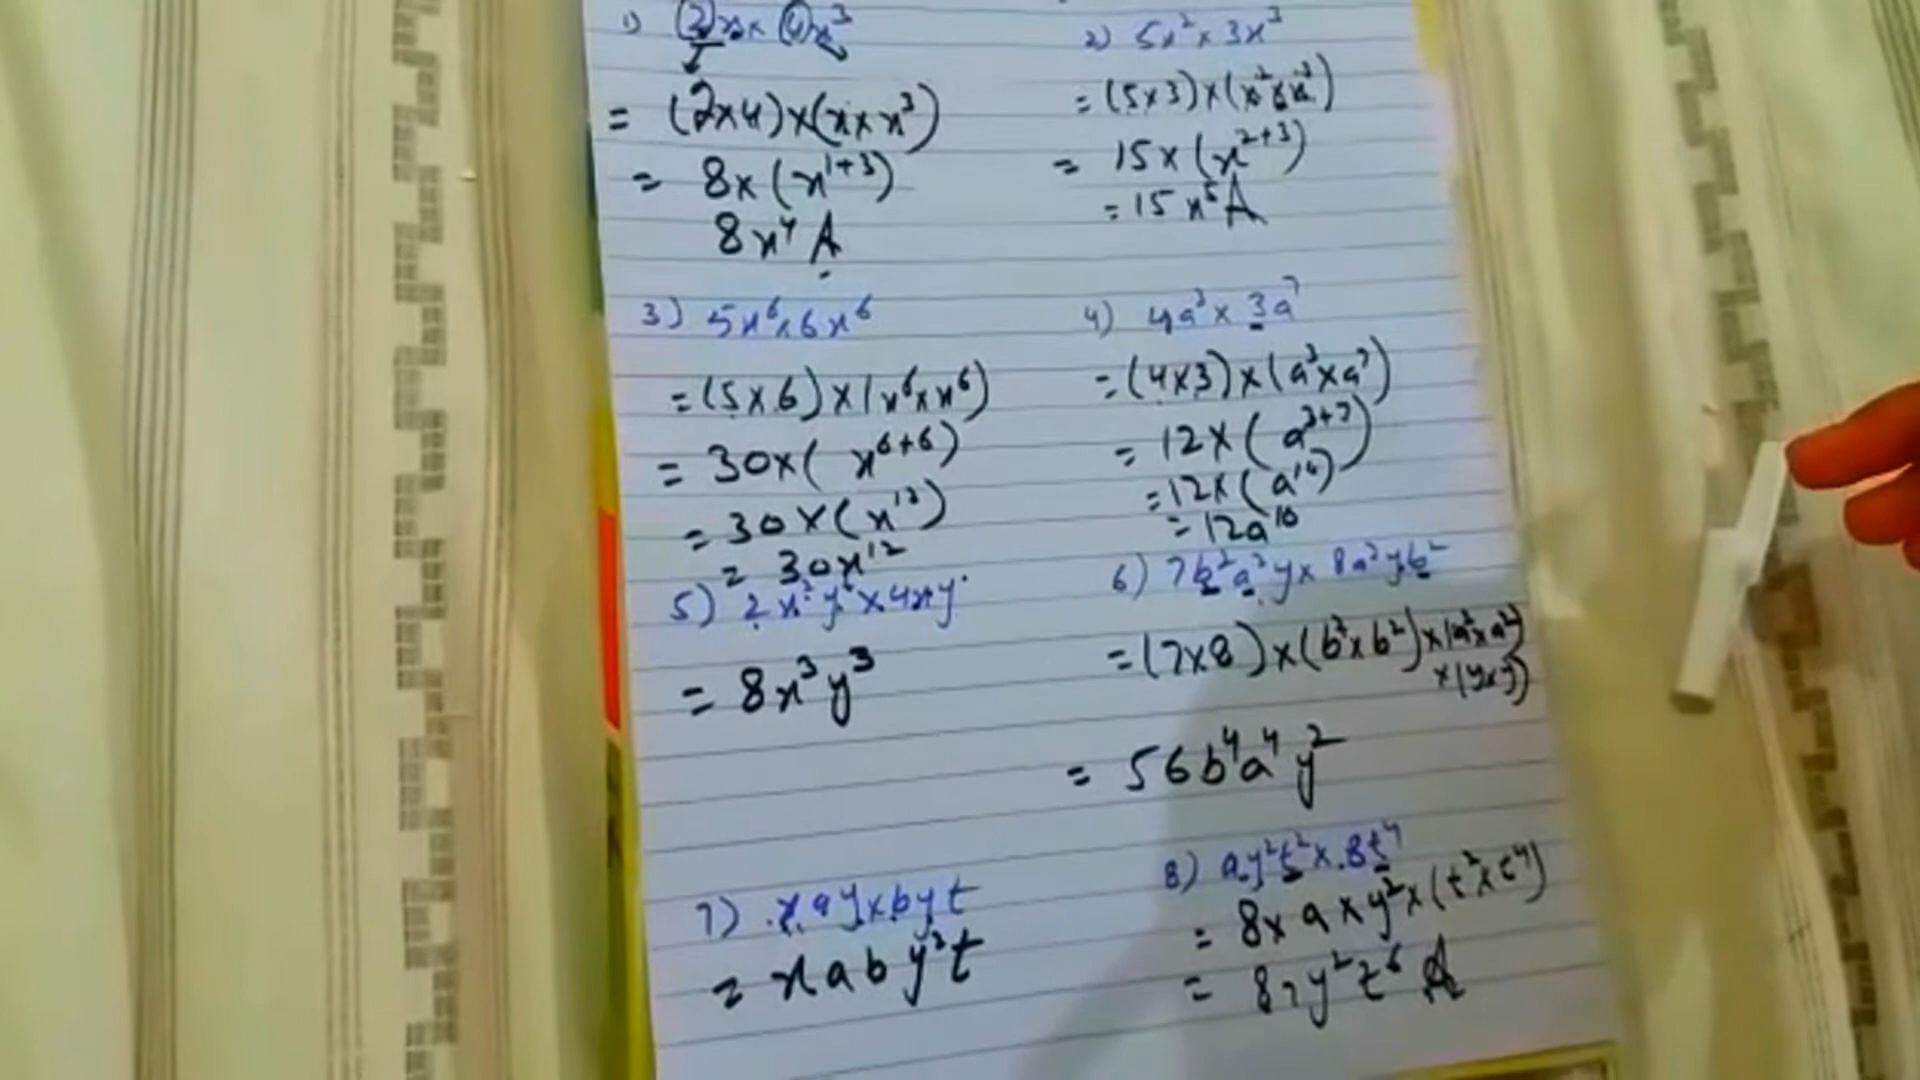 1) (2)x × (4)x³
= (2×4)×(x×x³)
= 8×(x¹⁺³)
8x⁴ A
2) 5x² × 3x³
= (5×3)×(x²×x³)
= 15×(x²⁺³)
= 15x⁵ A
3) 5x⁶×6x⁶
= (5×6)×(x⁶×x⁶)
= 30×(x⁶⁺⁶)
= 30×(x¹²)
= 30x¹²
4) 4a³ × 3a⁷
= (4×3)×(a³×a⁷)
= 12×(a³⁺⁷)
= 12×(a¹⁰)
= 12a¹⁰
5) 2x²y²×4xy
= 8x³y³
6) 7b²a²y× 8a²yb²
= (7×8)×(b²×b²)×(a²×a²)
×(y×y)
= 56b⁴a⁴y²
7) xay×byt
= xaby²t
8) ay²t²×8t⁴
= 8×a×y²×(t²×t⁴)
= 8ay²t⁶ A